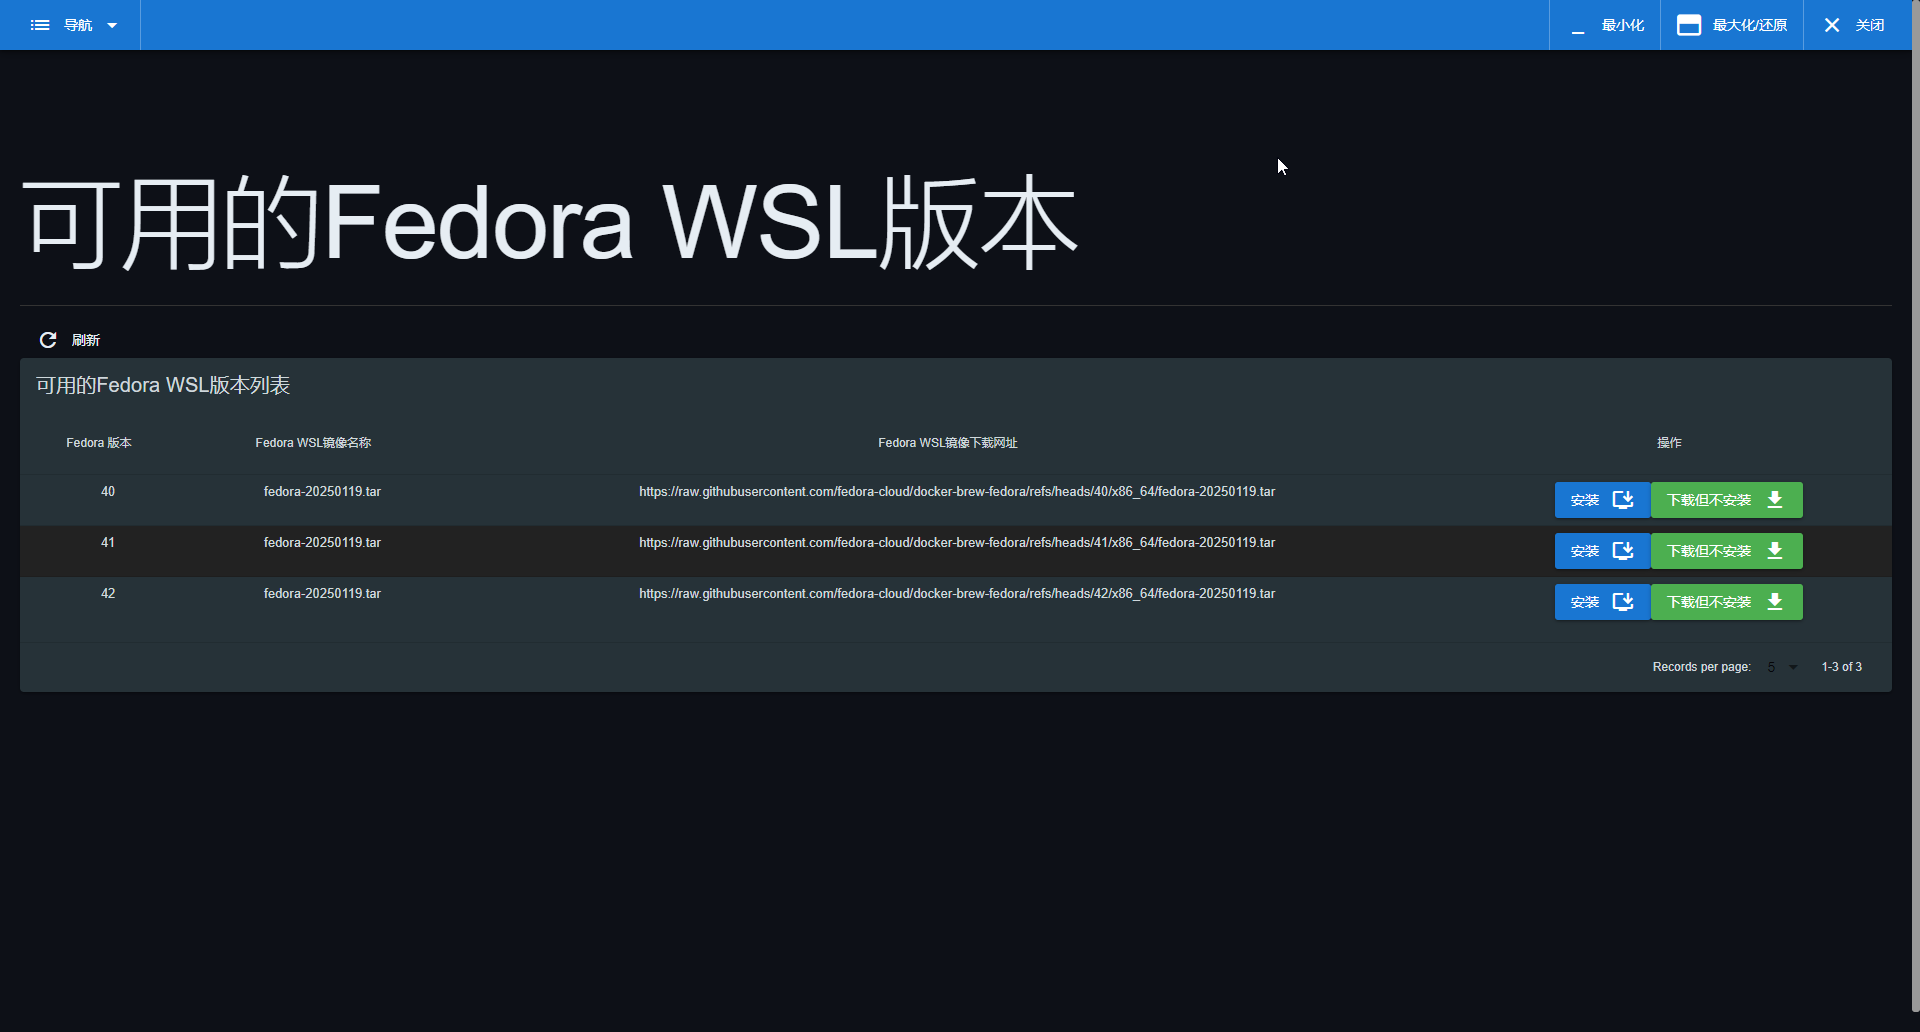 导航 最小化 最大化/还原 关闭
可用的Fedora WSL版本
刷新
可用的Fedora WSL版本列表
Fedora 版本 Fedora WSL镜像名称 Fedora WSL镜像下载网址 操作
40 fedora-20250119.tar https://raw.githubusercontent.com/fedora-cloud/docker-brew-fedora/refs/heads/40/x86_64/fedora-20250119.tar 安装 下载但不安装
41 fedora-20250119.tar https://raw.githubusercontent.com/fedora-cloud/docker-brew-fedora/refs/heads/41/x86_64/fedora-20250119.tar 安装 下载但不安装
42 fedora-20250119.tar https://raw.githubusercontent.com/fedora-cloud/docker-brew-fedora/refs/heads/42/x86_64/fedora-20250119.tar 安装 下载但不安装
Records per page: 5 1-3 of 3